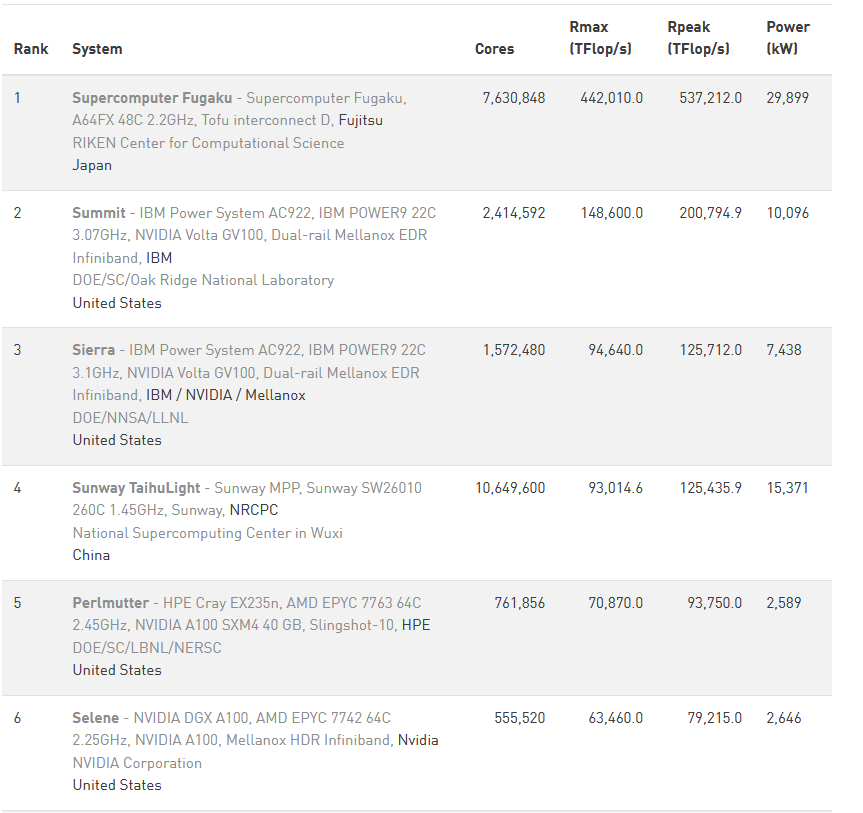 Rank System Cores Rmax (TFlop/s) Rpeak (TFlop/s) Power (kW)
1 Supercomputer Fugaku - Supercomputer Fugaku, 7,630,848 442,010.0 537,212.0 29,899
A64FX 48C 2.2GHz, Tofu interconnect D, Fujitsu
RIKEN Center for Computational Science
Japan
2 Summit - IBM Power System AC922, IBM POWER9 22C 2,414,592 148,600.0 200,794.9 10,096
3.07GHz, NVIDIA Volta GV100, Dual-rail Mellanox EDR
Infiniband, IBM
DOE/SC/Oak Ridge National Laboratory
United States
3 Sierra - IBM Power System AC922, IBM POWER9 22C 1,572,480 94,640.0 125,712.0 7,438
3.1GHz, NVIDIA Volta GV100, Dual-rail Mellanox EDR
Infiniband, IBM / NVIDIA / Mellanox
DOE/NNSA/LLNL
United States
4 Sunway TaihuLight - Sunway MPP, Sunway SW26010 10,649,600 93,014.6 125,435.9 15,371
260C 1.45GHz, Sunway, NRCPC
National Supercomputing Center in Wuxi
China
5 Perlmutter - HPE Cray EX235n, AMD EPYC 7763 64C 761,856 70,870.0 93,750.0 2,589
2.45GHz, NVIDIA A100 SXM4 40 GB, Slingshot-10, HPE
DOE/SC/LBNL/NERSC
United States
6 Selene - NVIDIA DGX A100, AMD EPYC 7742 64C 555,520 63,460.0 79,215.0 2,646
2.25GHz, NVIDIA A100, Mellanox HDR Infiniband, Nvidia
NVIDIA Corporation
United States